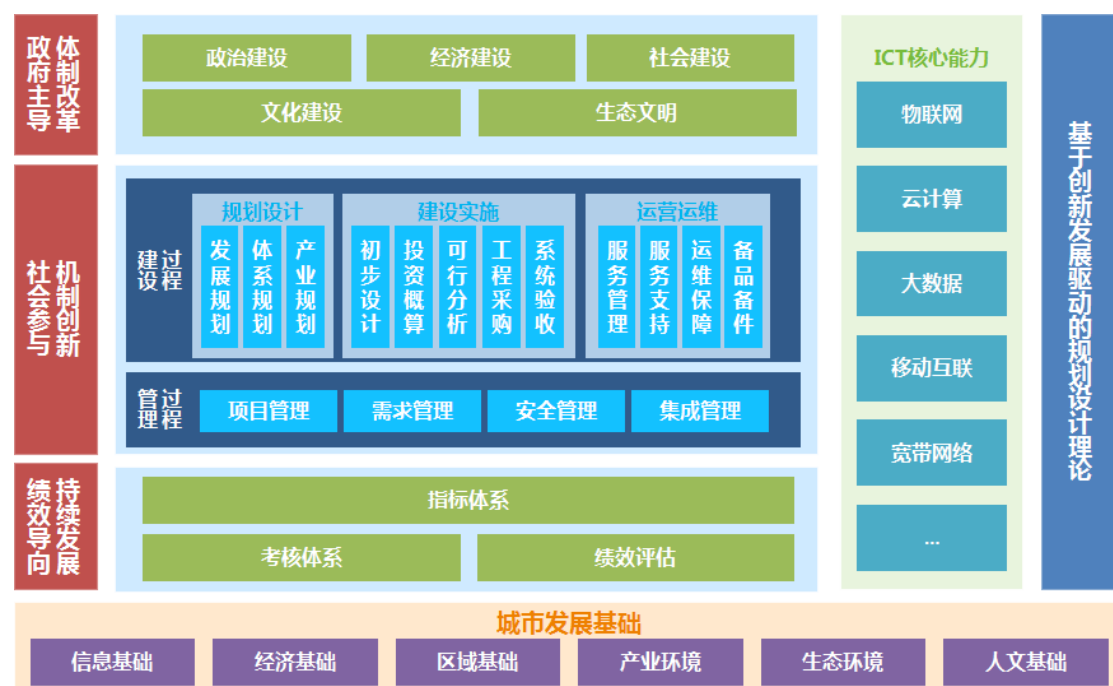 政府主导
体制改革
政治建设
经济建设
社会建设
文化建设
生态文明
社会参与
机制创新
建设
过程
规划设计
发展规划
体系规划
产业规划
建设实施
初步设计
投资概算
可行分析
工程采购
系统验收
运营运维
服务管理
服务支持
运维保障
备品备件
管理
过程
项目管理
需求管理
安全管理
集成管理
绩效导向
持续发展
指标体系
考核体系
绩效评估
ICT核心能力
物联网
云计算
大数据
移动互联
宽带网络
...
基于创新发展驱动的规划设计理论
城市发展基础
信息基础
经济基础
区域基础
产业环境
生态环境
人文基础